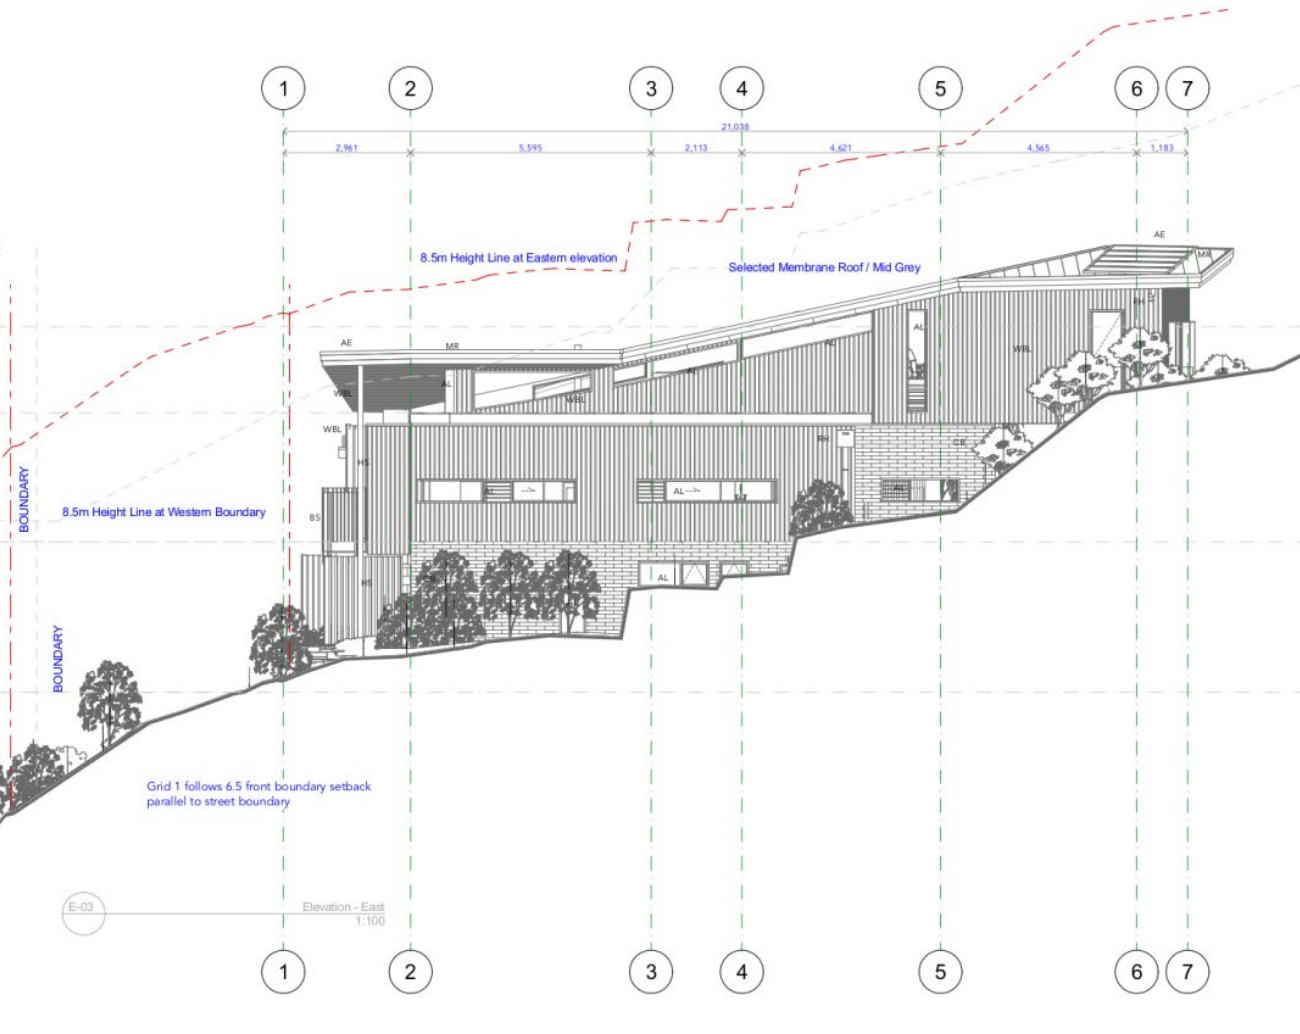 1 2 3 4 5 6 7
21,038
2,961 5,595 2,113 4,621 4,565 1,183
AE
8.5m Height Line at Eastern elevation
MR
Selected Membrane Roof / Mid Grey
RH
AL
AE MR AL WBL
AL
AL
WBL WBL
WBL RH CB
HS
AL AL AL
BOUNDARY
8.5m Height Line at Western Boundary
BS
HS CB AL
BOUNDARY
Grid 1 follows 6.5 front boundary setback
parallel to street boundary
E-03 Elevation - East
1:100
1 2 3 4 5 6 7